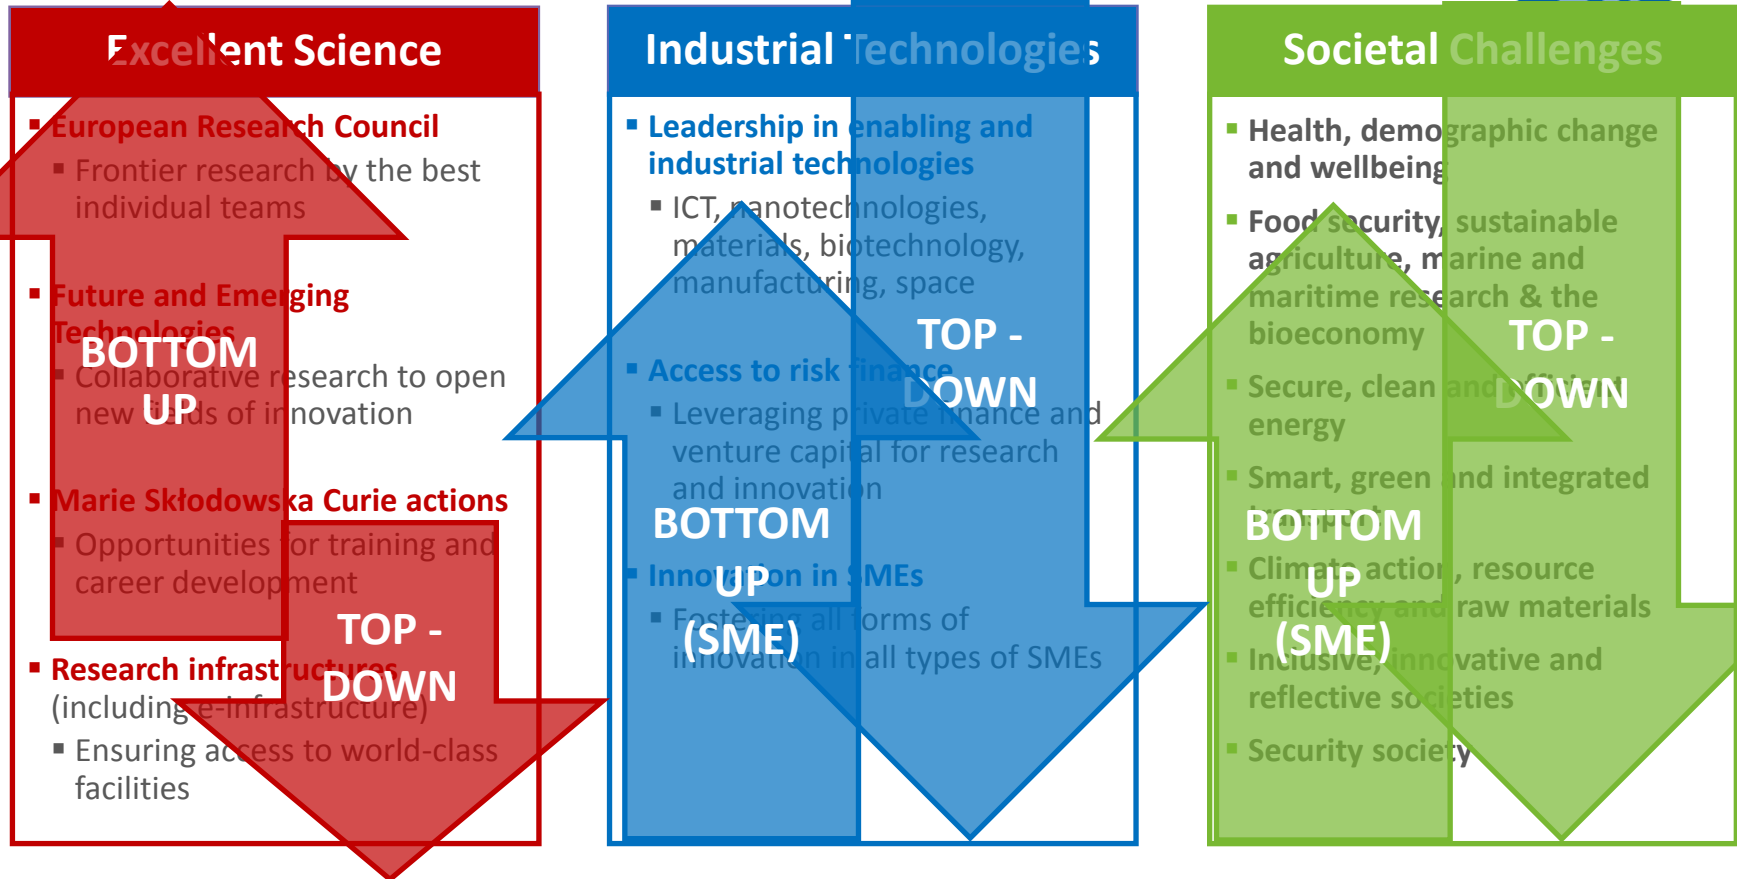 Excellent Science
▪ European Research Council
▪ Frontier research by the best
individual teams
▪ Future and Emerging
Technologies
▪ Collaborative research to open
new fields of innovation
▪ Marie Skłodowska Curie actions
▪ Opportunities for training and
career development
▪ Research infrastructures
(including e-infrastructure)
▪ Ensuring access to world-class
facilities
BOTTOM
UP
TOP -
DOWN
Industrial Technologies
▪ Leadership in enabling and
industrial technologies
▪ ICT, nanotechnologies,
materials, biotechnology,
manufacturing, space
▪ Access to risk finance
▪ Leveraging private finance and
venture capital for research
and innovation
▪ Innovation in SMEs
▪ Fostering all forms of
innovation in all types of SMEs
TOP -
DOWN
BOTTOM
UP
(SME)
Societal Challenges
▪ Health, demographic change
and wellbeing
▪ Food security, sustainable
agriculture, marine and
maritime research & the
bioeconomy
▪ Secure, clean and efficient
energy
▪ Smart, green and integrated
transport
▪ Climate action, resource
efficiency and raw materials
▪ Inclusive, innovative and
reflective societies
▪ Security society
TOP -
DOWN
BOTTOM
UP
(SME)